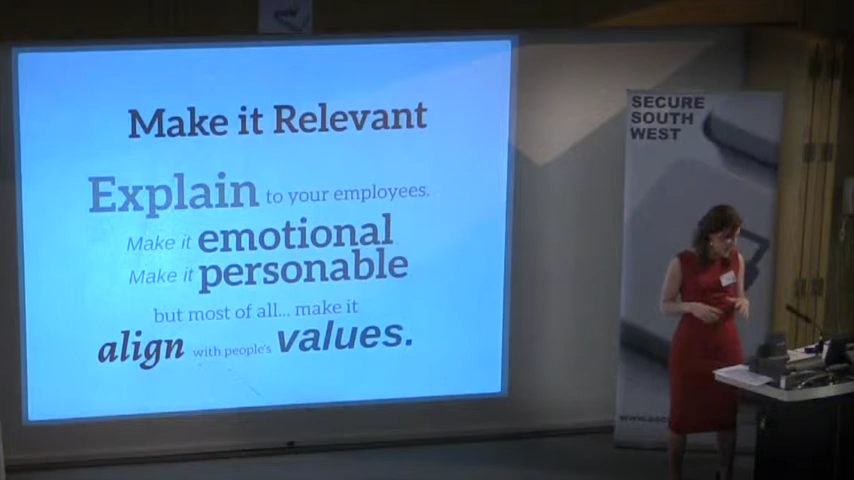 Make it Relevant
Explain to your employees.
Make it emotional
Make it personable
but most of all... make it
align with people's values.
SECURE
SOUTH
WEST